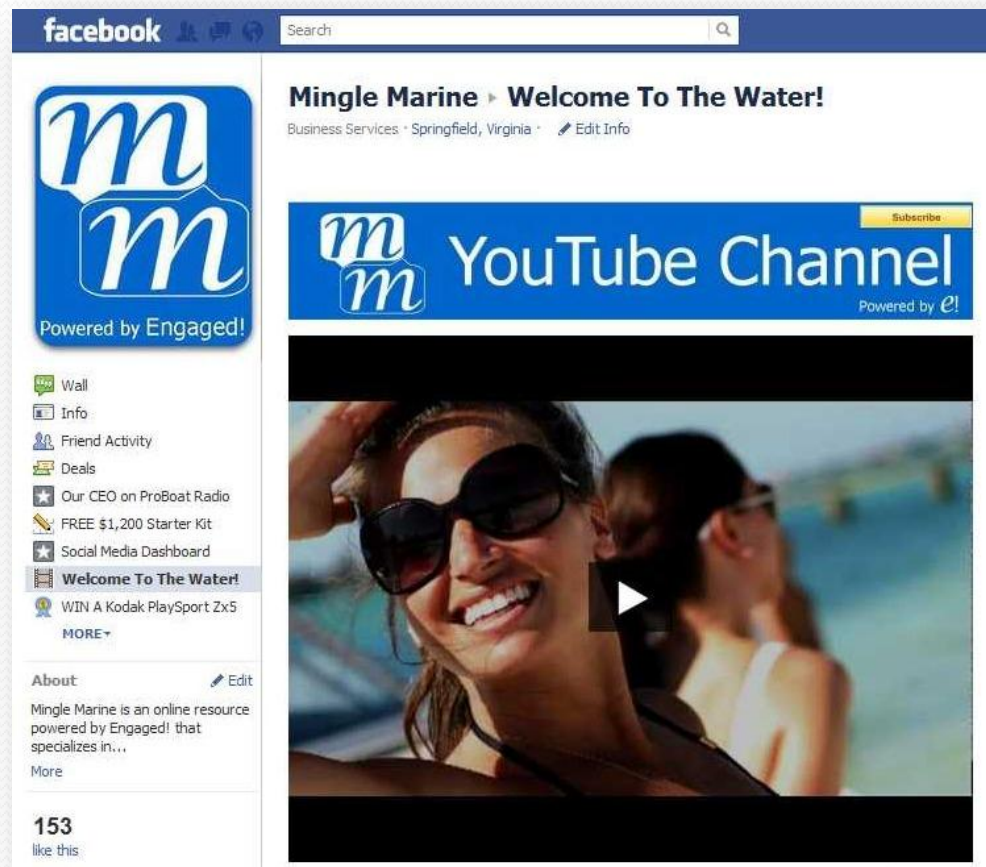 facebook
Search
Mingle Marine ▸ Welcome To The Water!
Business Services · Springfield, Virginia · Edit Info
m
m
Powered by Engaged!
m
m
Subscribe
YouTube Channel
Powered by e!
Wall
Info
Friend Activity
Deals
Our CEO on ProBoat Radio
FREE $1,200 Starter Kit
Social Media Dashboard
Welcome To The Water!
WIN A Kodak PlaySport Zx5
MORE
About Edit
Mingle Marine is an online resource
powered by Engaged! that
specializes in...
More
153
like this